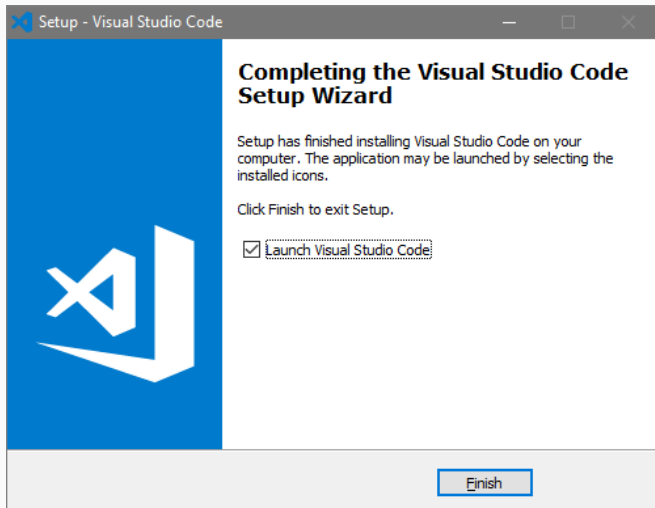 Setup - Visual Studio Code
Completing the Visual Studio Code
Setup Wizard
Setup has finished installing Visual Studio Code on your
computer. The application may be launched by selecting the
installed icons.
Click Finish to exit Setup.
Launch Visual Studio Code
Finish